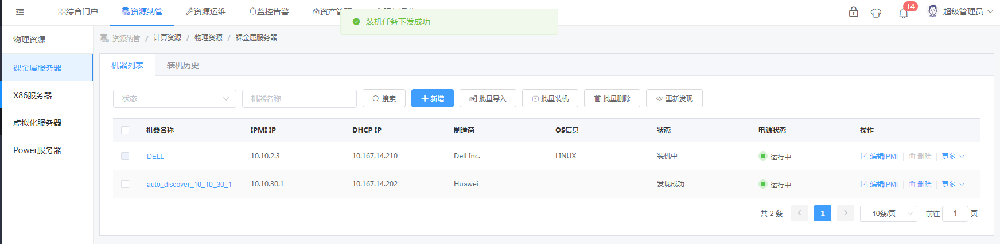 综合门户 资源纳管 资源运维 监控告警 资产管理 14 超级管理员
装机任务下发成功
物理资源
裸金属服务器
X86服务器
虚拟化服务器
Power服务器
资源纳管 / 计算资源 / 物理资源 / 裸金属服务器
机器列表 装机历史
状态 机器名称 搜索 新增 批量导入 批量装机 批量删除 重新发现
机器名称 IPMI IP DHCP IP 制造商 OS信息 状态 电源状态 操作
DELL 10.10.2.3 10.167.14.210 Dell Inc. LINUX 装机中 运行中 编辑IPMI 删除 更多
auto_discover_10_10_30_1 10.10.30.1 10.167.14.202 Huawei 发现成功 运行中 编辑IPMI 删除 更多
共 2 条 1 10条/页 前往 1 页